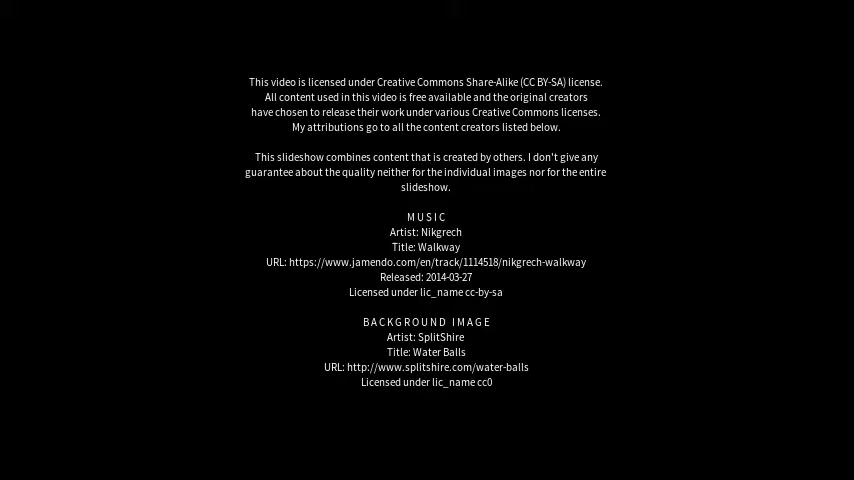 This video is licensed under Creative Commons Share-Alike (CC BY-SA) license.
All content used in this video is free available and the original creators
have chosen to release their work under various Creative Commons licenses.
My attributions go to all the content creators listed below.
This slideshow combines content that is created by others. I don't give any
guarantee about the quality neither for the individual images nor for the entire
slideshow.
MUSIC
Artist: Nikgrech
Title: Walkway
URL: https://www.jamendo.com/en/track/1114518/nikgrech-walkway
Released: 2014-03-27
Licensed under lic_name cc-by-sa
BACKGROUND IMAGE
Artist: SplitShire
Title: Water Balls
URL: http://www.splitshire.com/water-balls
Licensed under lic_name cc0